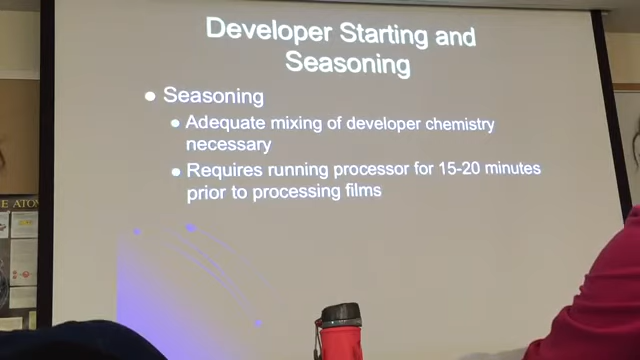 Developer Starting and
Seasoning
Seasoning
Adequate mixing of developer chemistry
necessary
Requires running processor for 15-20 minutes
prior to processing films
E ATO